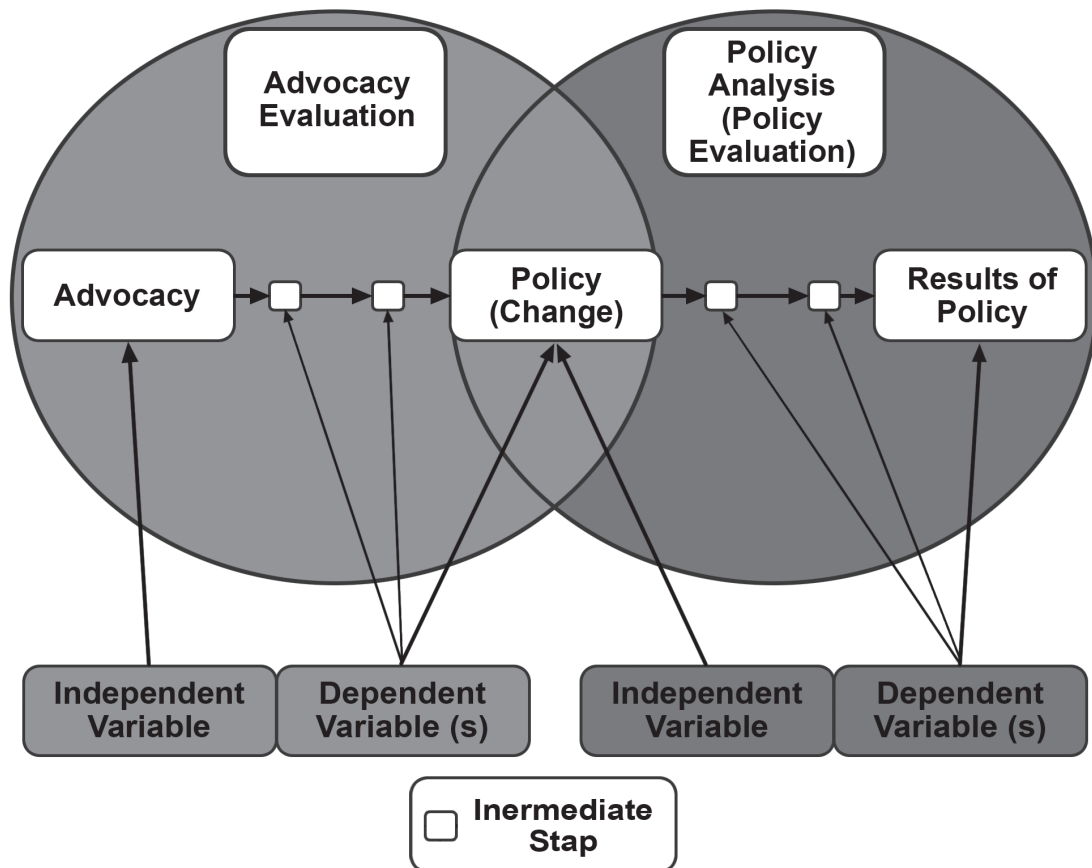 Advocacy
Evaluation
Policy
Analysis
(Policy
Evaluation)
Advocacy
Policy
(Change)
Results of
Policy
Independent
Variable
Dependent
Variable (s)
Independent
Variable
Dependent
Variable (s)
Inermediate
Stap